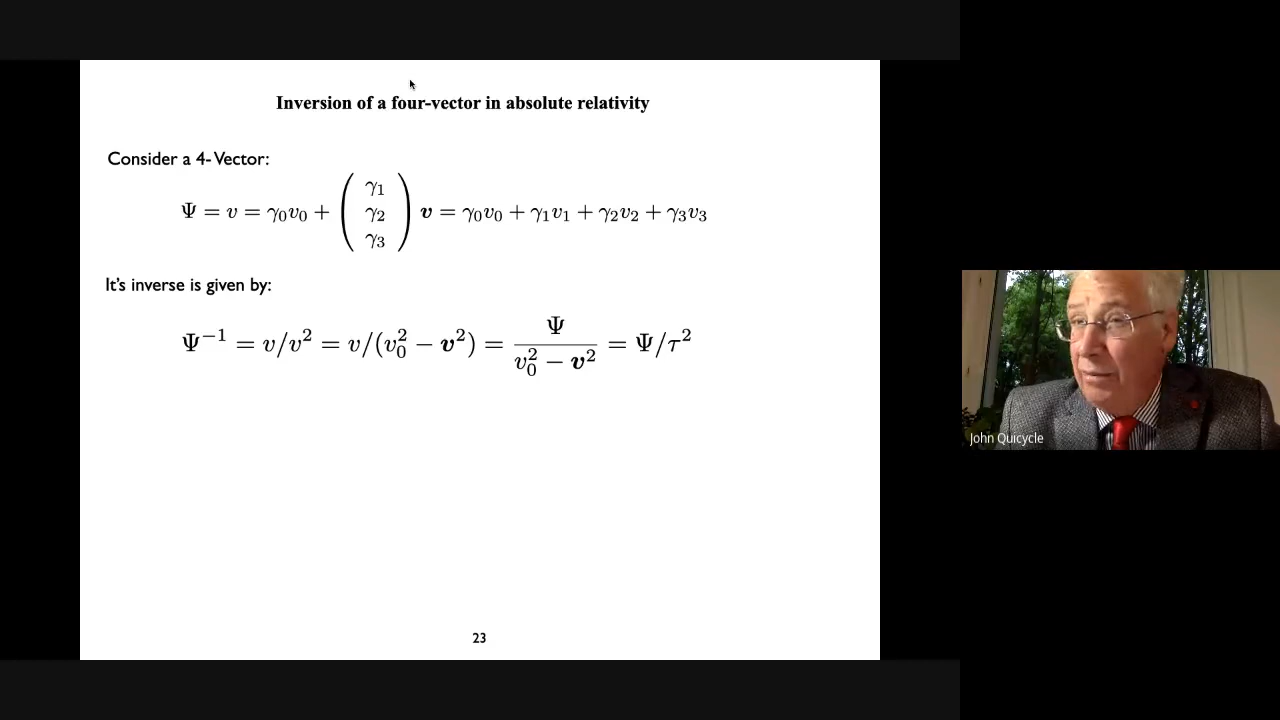 Inversion of a four-vector in absolute relativity
Consider a 4-Vector:
Ψ = v = γ₀v₀ + ( γ₁ γ₂ γ₃ ) 𝒗 = γ₀v₀ + γ₁v₁ + γ₂v₂ + γ₃v₃
It's inverse is given by:
Ψ⁻¹ = v/v² = v/(v₀² − 𝒗²) = Ψ / (v₀² − 𝒗²) = Ψ/τ²
John Quicycle
23